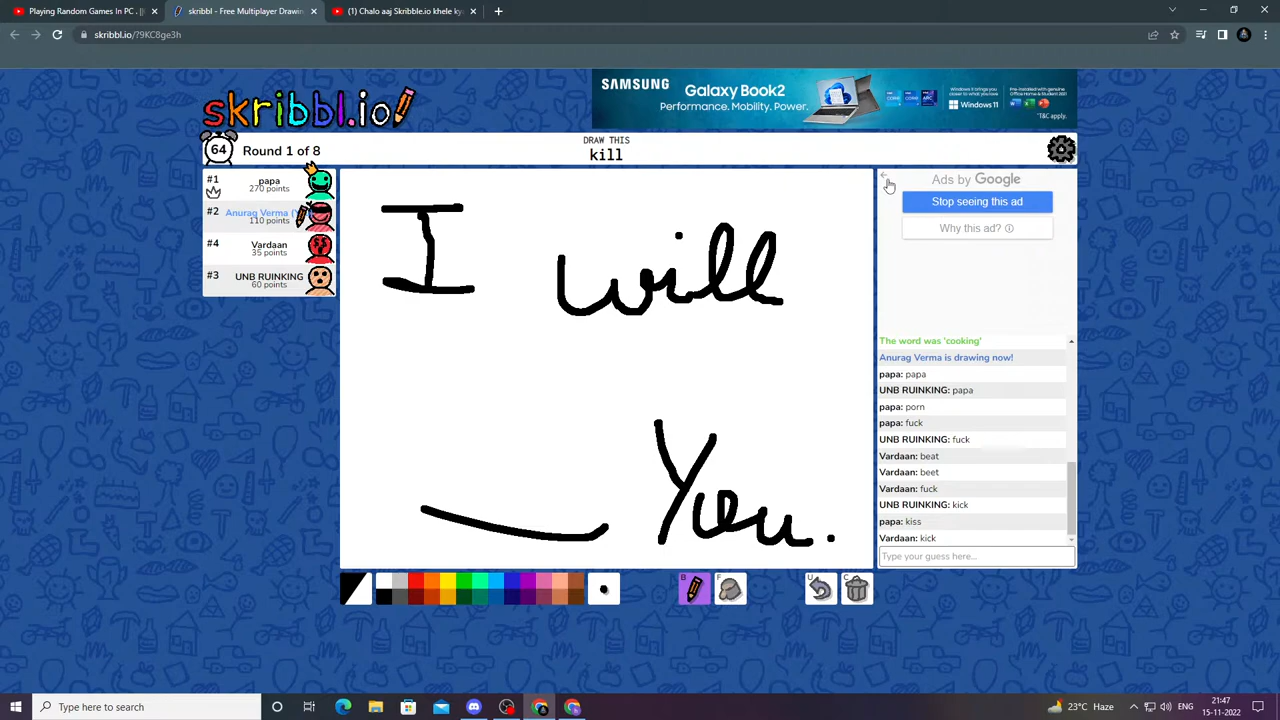 Playing Random Games In PC . [
skribbl - Free Multiplayer Drawin
(1) Chalo aaj Skribble.io khele ky
skribbl.io/?9KC8ge3h
skribbl.io
SAMSUNG
Galaxy Book2
Performance. Mobility. Power.
Windows 11
*T&C apply.
64
Round 1 of 8
DRAW THIS
kill
#1
papa
270 points
#2
Anurag Verma (
110 points
#4
Vardaan
35 points
#3
UNB RUINKING
60 points
I will
___ You.
Ads by Google
Stop seeing this ad
Why this ad?
The word was 'cooking'
Anurag Verma is drawing now!
papa: papa
UNB RUINKING: papa
papa: porn
papa: fuck
UNB RUINKING: fuck
Vardaan: beat
Vardaan: beet
Vardaan: fuck
UNB RUINKING: kick
papa: kiss
Vardaan: kick
Type your guess here...
B
F
U
C
Type here to search
23°C Haze
ENG
21:47
15-11-2022